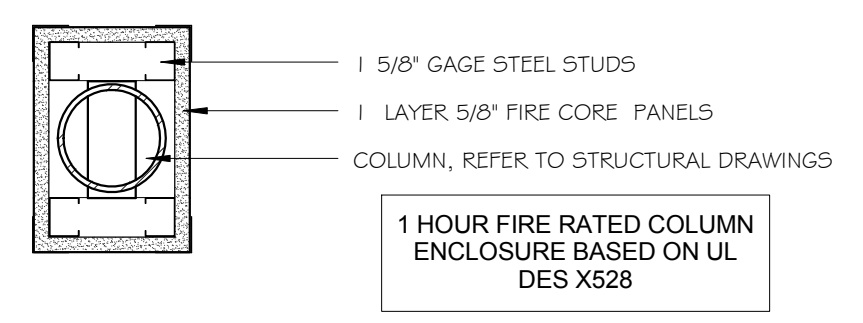 1 5/8" GAGE STEEL STUDS
1 LAYER 5/8" FIRE CORE PANELS
COLUMN, REFER TO STRUCTURAL DRAWINGS
1 HOUR FIRE RATED COLUMN
ENCLOSURE BASED ON UL
DES X528